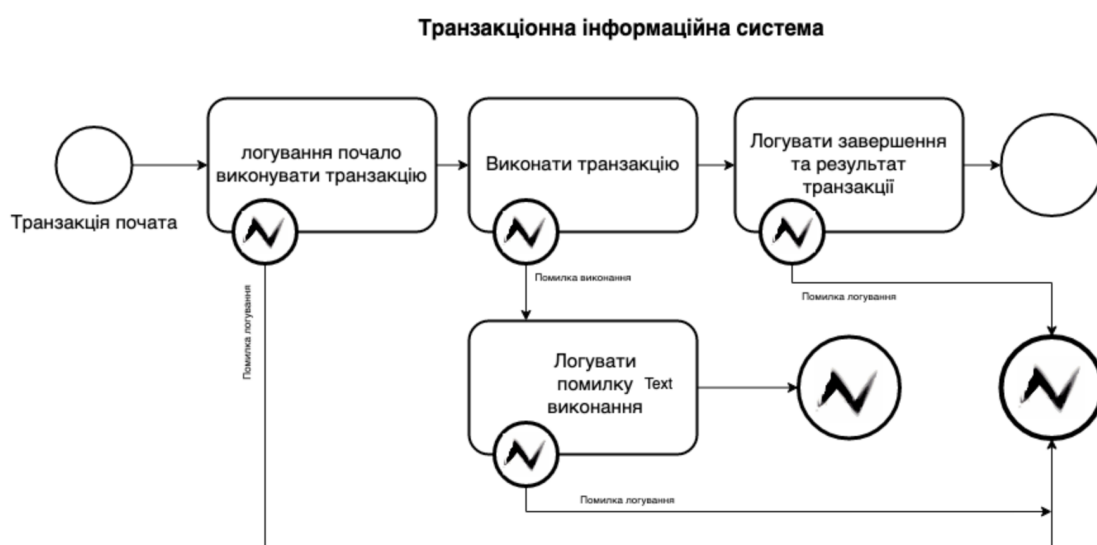 Транзакціонна інформаційна система
логування почало
виконувати транзакцію
Виконати транзакцію
Логувати завершення
та результат
транзакції
Транзакція почата
Помилка виконання
Помилка логування
Помилка логування
Логувати
помилку Text
виконання
Помилка логування